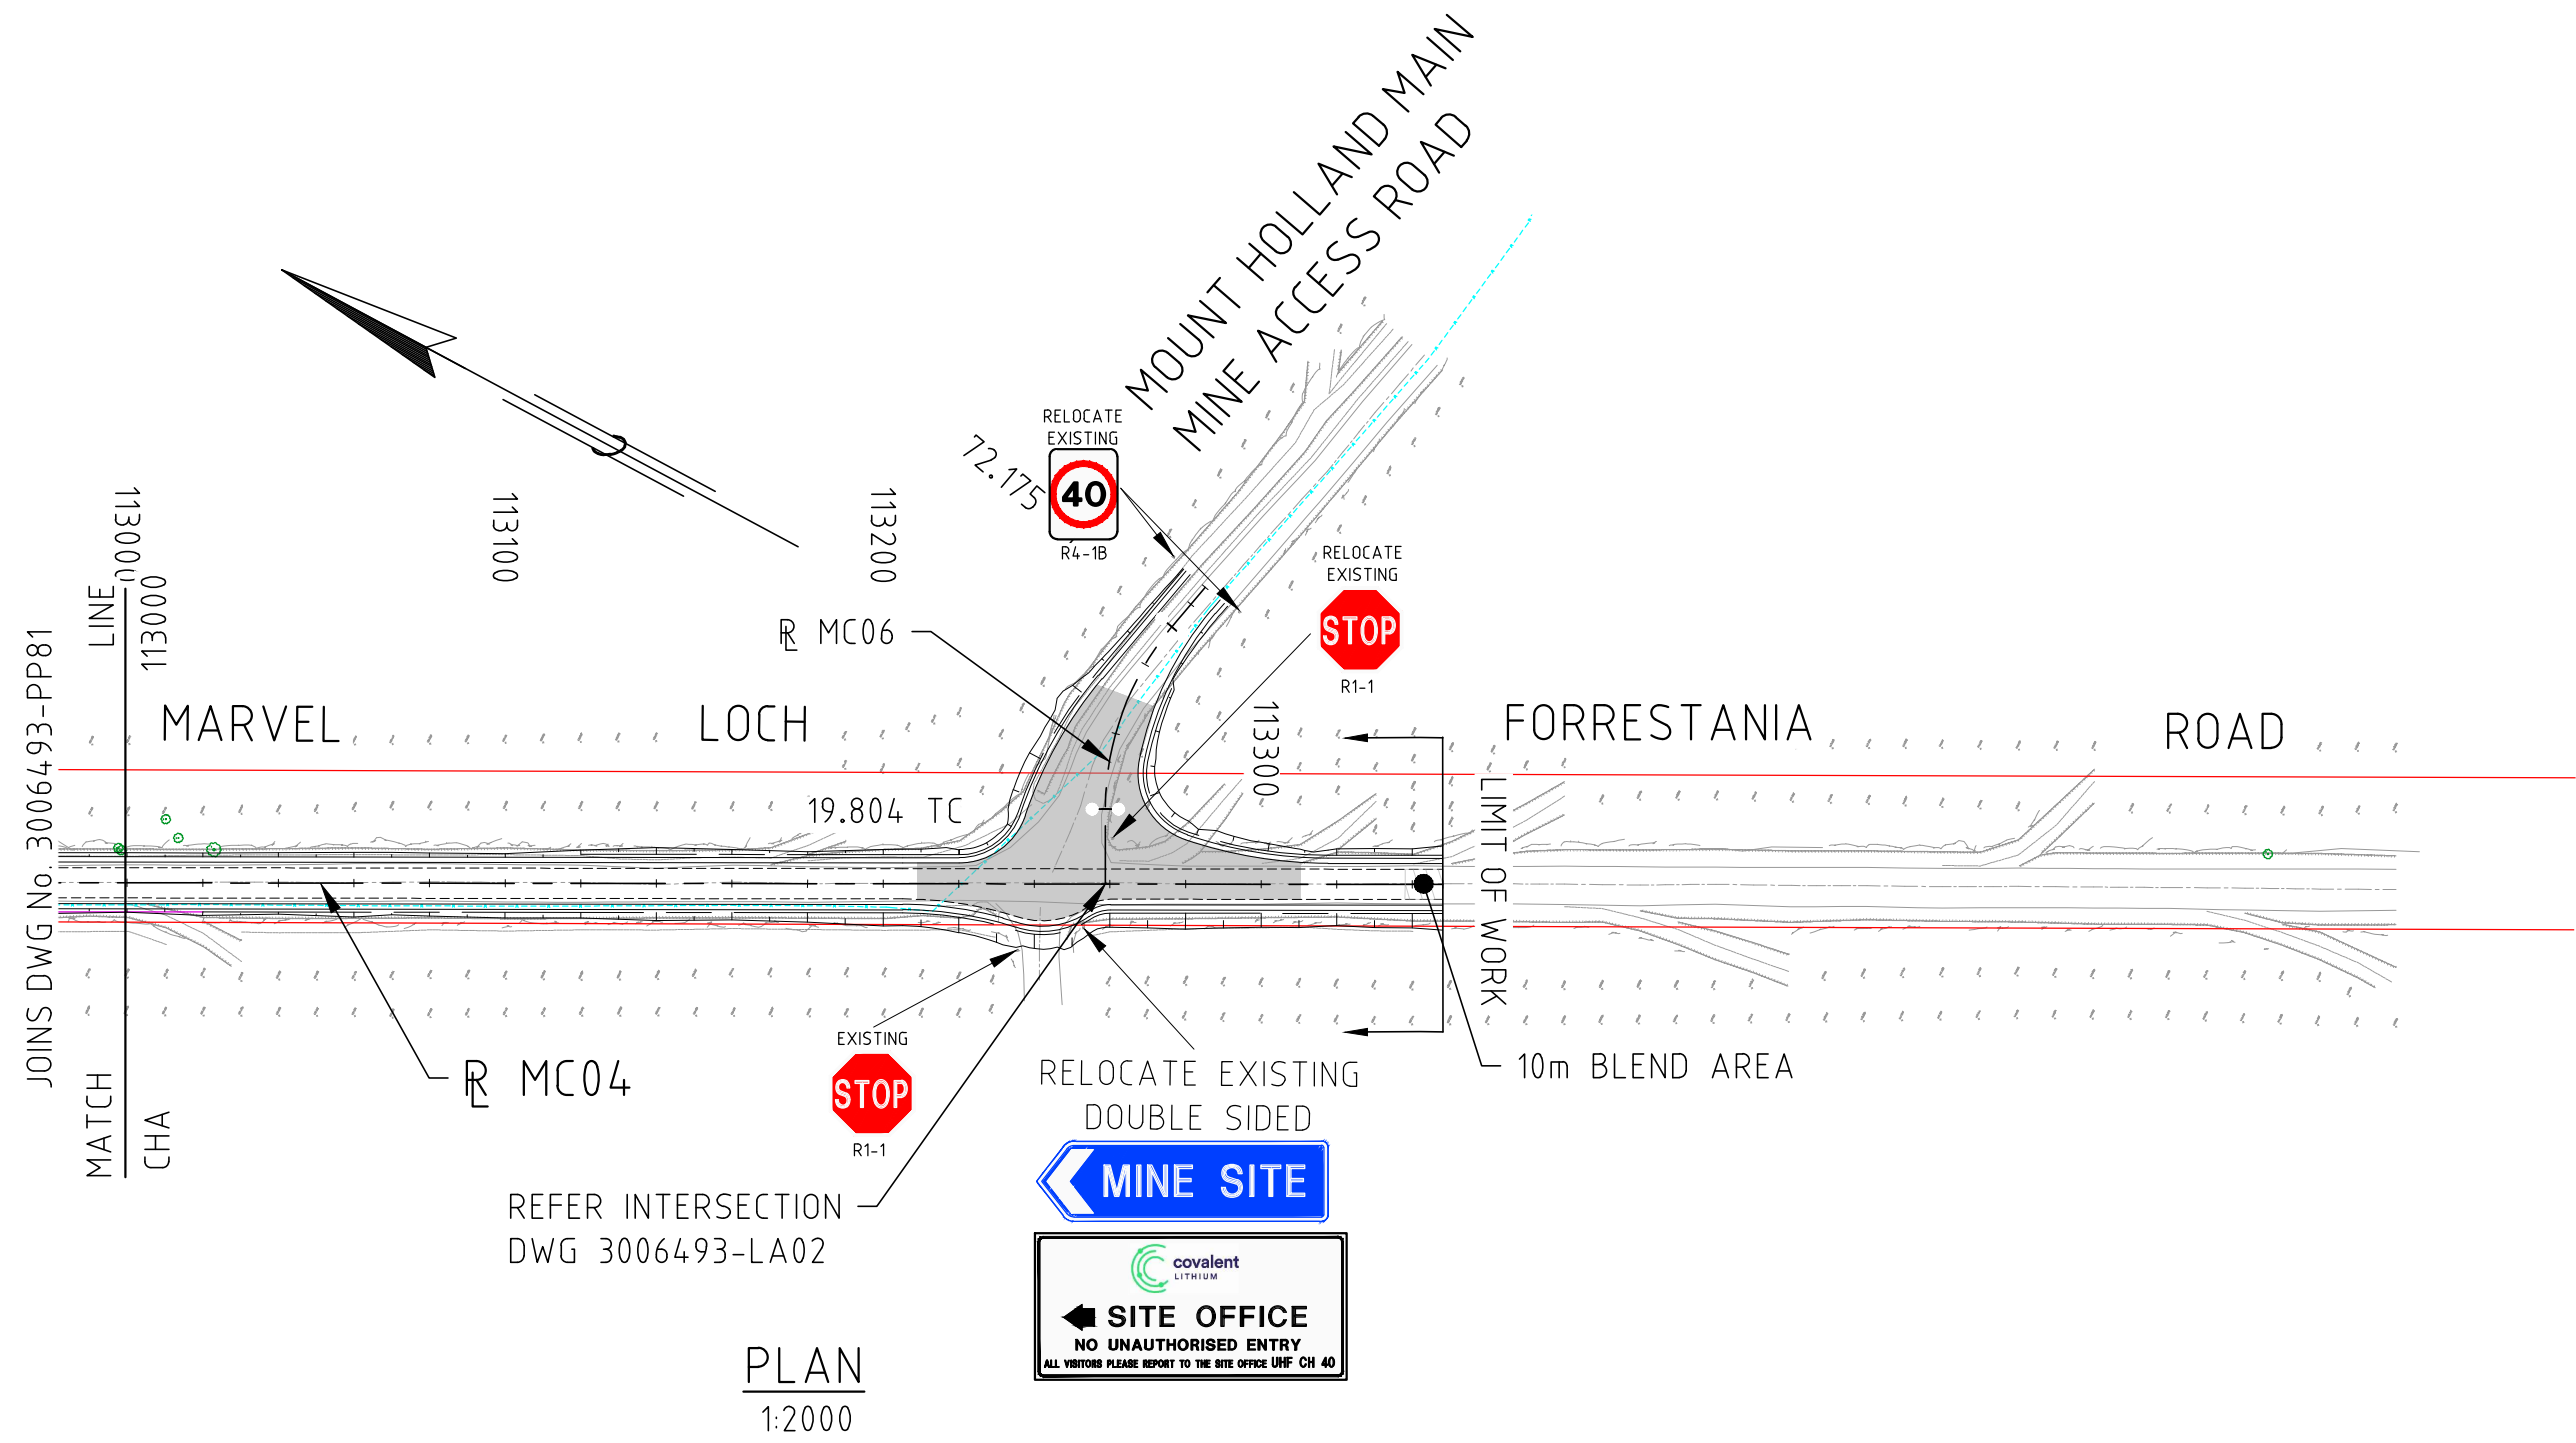 MOUNT HOLLAND MAIN
MINE ACCESS ROAD
RELOCATE
EXISTING
40
R4-1B
72.175
RELOCATE
EXISTING
STOP
R1-1
113000
113100
113200
113300
JOINS DWG No. 3006493-PP81
MATCH LINE
CHA 113000
MC06
MARVEL LOCH FORRESTANIA ROAD
19.804 TC
LIMIT OF WORK
10m BLEND AREA
MC04
EXISTING
STOP
R1-1
REFER INTERSECTION
DWG 3006493-LA02
RELOCATE EXISTING
DOUBLE SIDED
MINE SITE
covalent
LITHIUM
SITE OFFICE
NO UNAUTHORISED ENTRY
ALL VISITORS PLEASE REPORT TO THE SITE OFFICE UHF CH 40
PLAN
1:2000